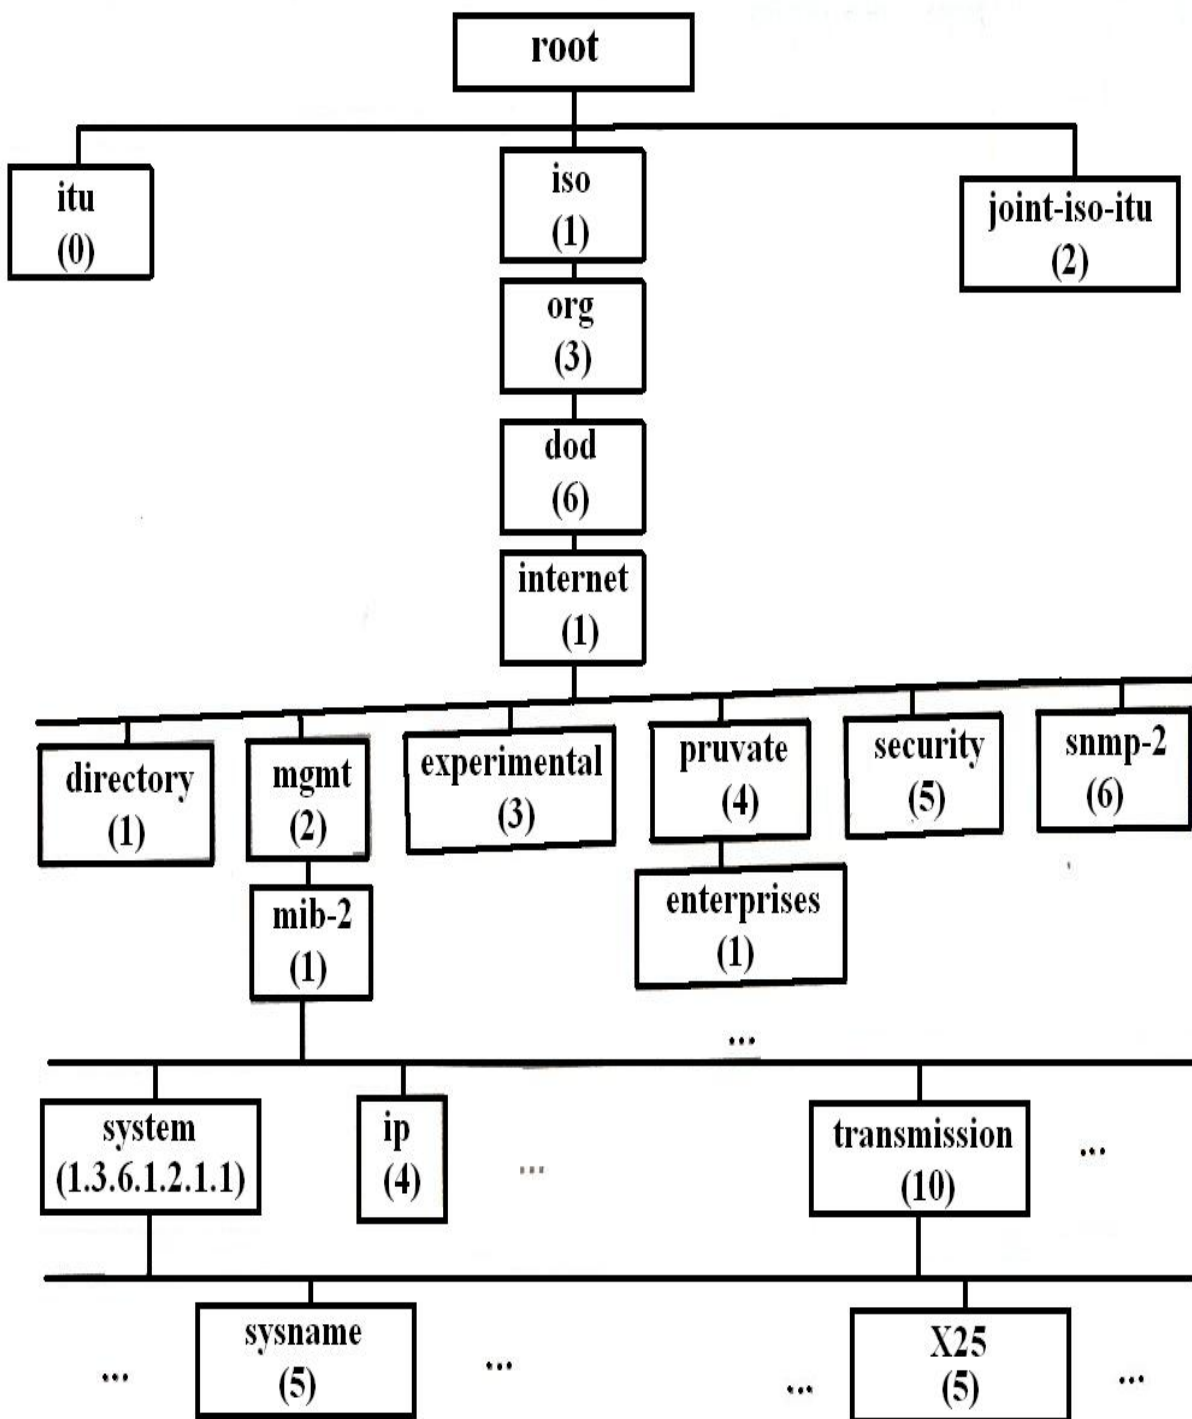 root
itu
(0)
iso
(1)
joint-iso-itu
(2)
org
(3)
dod
(6)
internet
(1)
directory
(1)
mgmt
(2)
experimental
(3)
pruvate
(4)
security
(5)
snmp-2
(6)
mib-2
(1)
enterprises
(1)
...
system
(1.3.6.1.2.1.1)
ip
(4)
...
transmission
(10)
...
...
sysname
(5)
...
...
X25
(5)
...